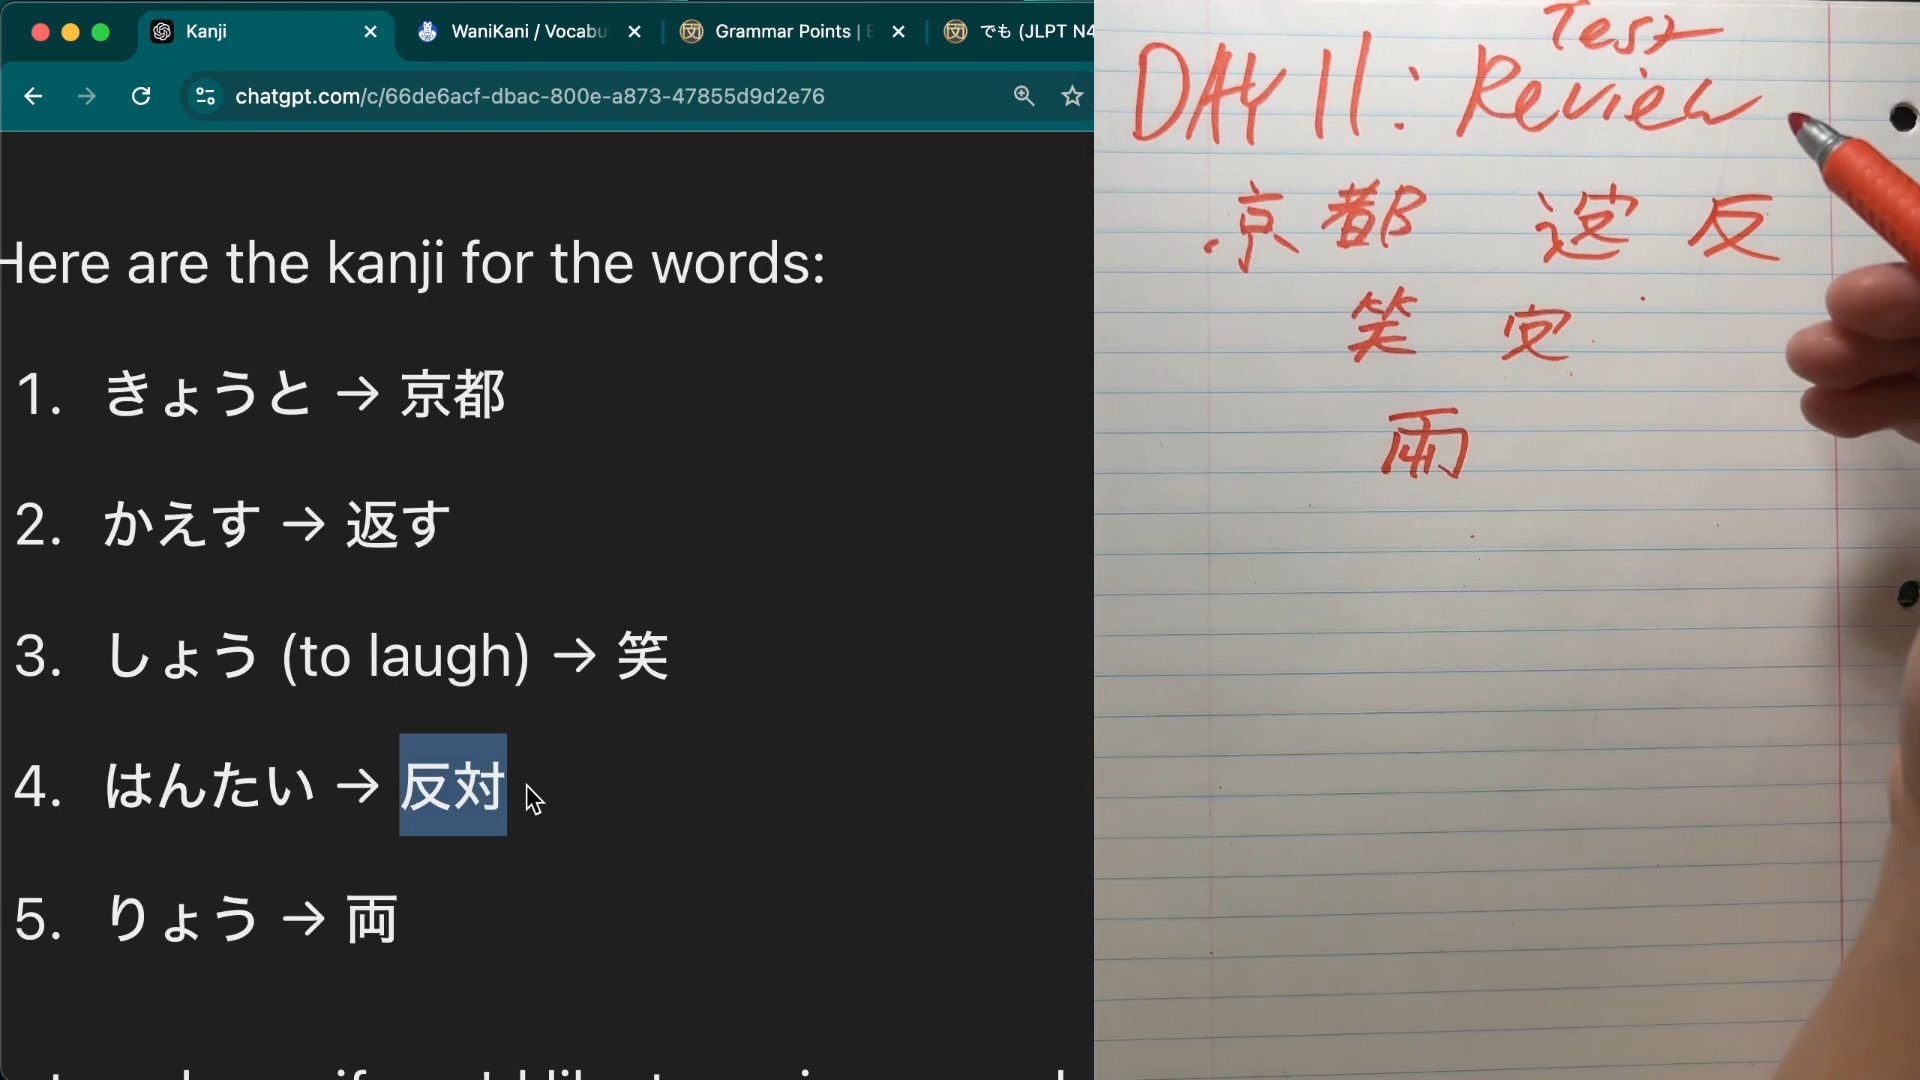 Kanji
WaniKani / Vocabu
Grammar Points |
でも (JLPT N4
chatgpt.com/c/66de6acf-dbac-800e-a873-47855d9d2e76
Here are the kanji for the words:
1. きょうと → 京都
2. かえす → 返す
3. しょう (to laugh) → 笑
4. はんたい → 反対
5. りょう → 両
Test
DAY 11: Review
京都 反
笑
雨